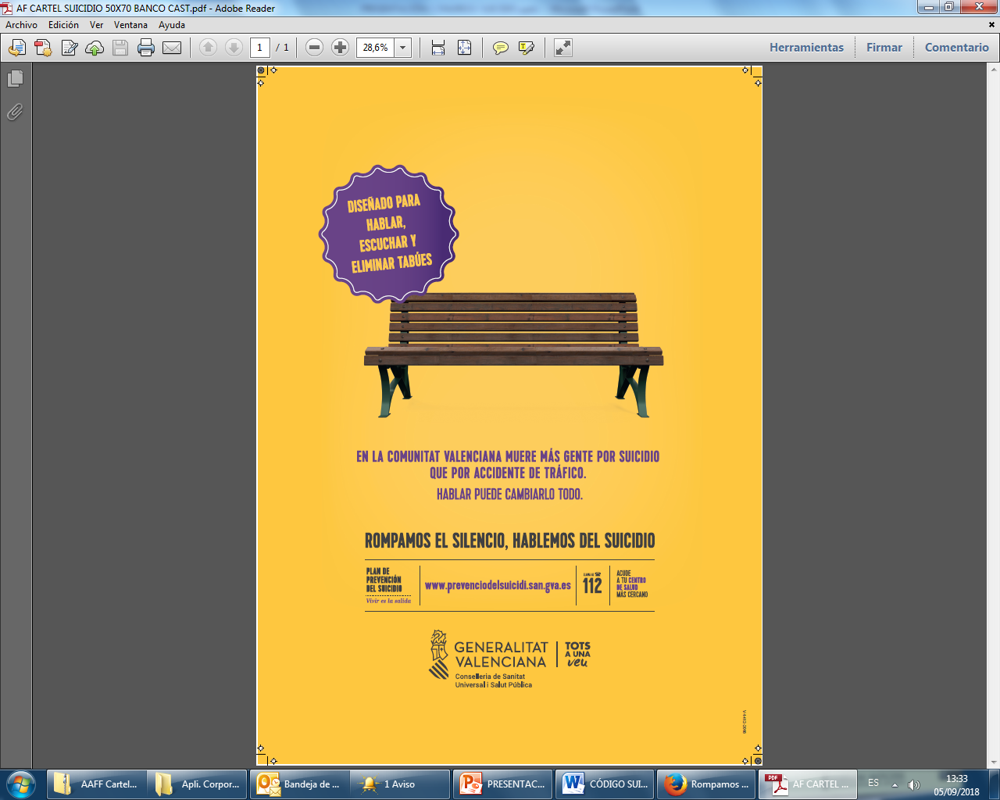 AF CARTEL SUICIDIO 50X70 BANCO CAST.pdf - Adobe Reader
Archivo Edición Ver Ventana Ayuda
1 / 1 28,6% Herramientas Firmar Comentario
DISEÑADO PARA
HABLAR,
ESCUCHAR Y
ELIMINAR TABÚES
EN LA COMUNITAT VALENCIANA MUERE MÁS GENTE POR SUICIDIO
QUE POR ACCIDENTE DE TRÁFICO.
HABLAR PUEDE CAMBIARLO TODO.
ROMPAMOS EL SILENCIO, HABLEMOS DEL SUICIDIO
PLAN DE
PREVENCIÓN
DEL SUICIDIO
Vivir es la salida
www.prevenciodelsuicidi.san.gva.es
LLAMA AL
112
ACUDE
A TU CENTRO
DE SALUD
MÁS CERCANO
GENERALITAT
VALENCIANA
Conselleria de Sanitat
Universal i Salut Pública
TOTS
A UNA
veu
AAFF Cartel... Apli. Corpor... Bandeja de ... 1 Aviso PRESENTAC... CÓDIGO SUI... Rompamos ... AF CARTEL ... ES 13:33
05/09/2018